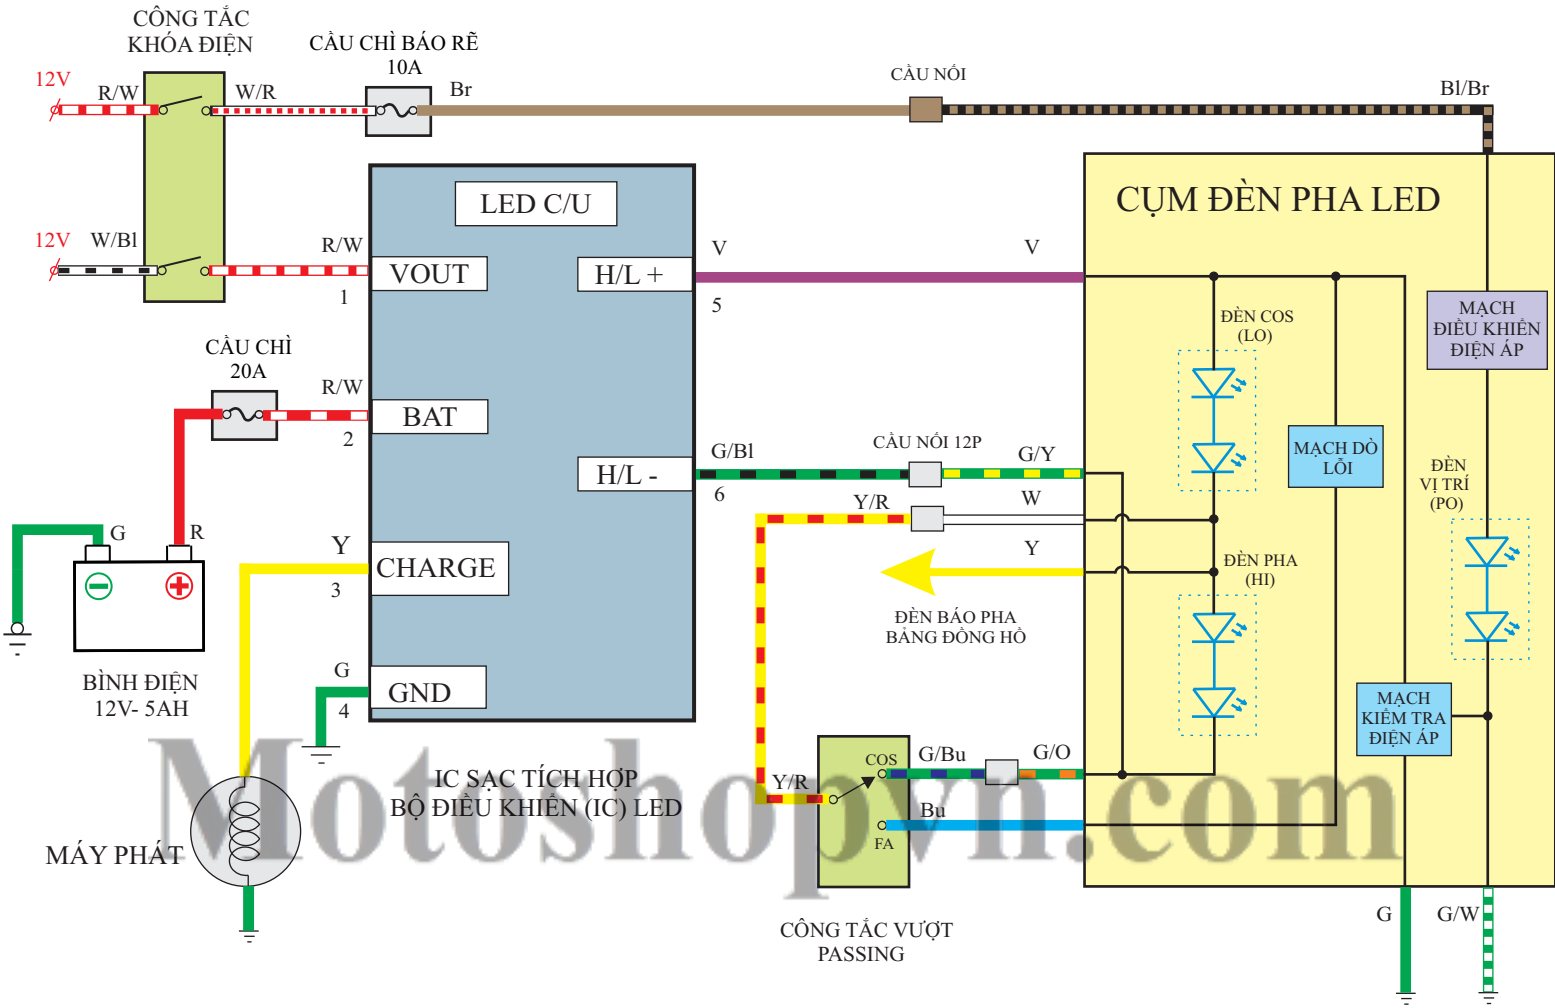 CÔNG TẮC
KHÓA ĐIỆN
CẦU CHÌ BÁO RẼ
10A
12V
R/W
W/R
Br
CẦU NỐI
Bl/Br
12V
W/Bl
R/W
VOUT
1
LED C/U
H/L +
V
5
V
CỤM ĐÈN PHA LED
CẦU CHÌ
20A
R/W
BAT
2
H/L -
G/Bl
6
CẦU NỐI 12P
G/Y
Y/R
W
Y
ĐÈN BÁO PHA
BẢNG ĐỒNG HỒ
ĐÈN COS
(LO)
MẠCH DÒ
LỖI
MẠCH
ĐIỀU KHIỂN
ĐIỆN ÁP
ĐÈN
VỊ TRÍ
(PO)
ĐÈN PHA
(HI)
MẠCH
KIỂM TRA
ĐIỆN ÁP
G
R
BÌNH ĐIỆN
12V- 5AH
Y
CHARGE
3
G
GND
4
IC SẠC TÍCH HỢP
BỘ ĐIỀU KHIỂN (IC) LED
MÁY PHÁT
Y/R
COS
FA
G/Bu
G/O
Bu
CÔNG TẮC VƯỢT
PASSING
G
G/W
Motoshopvn.com